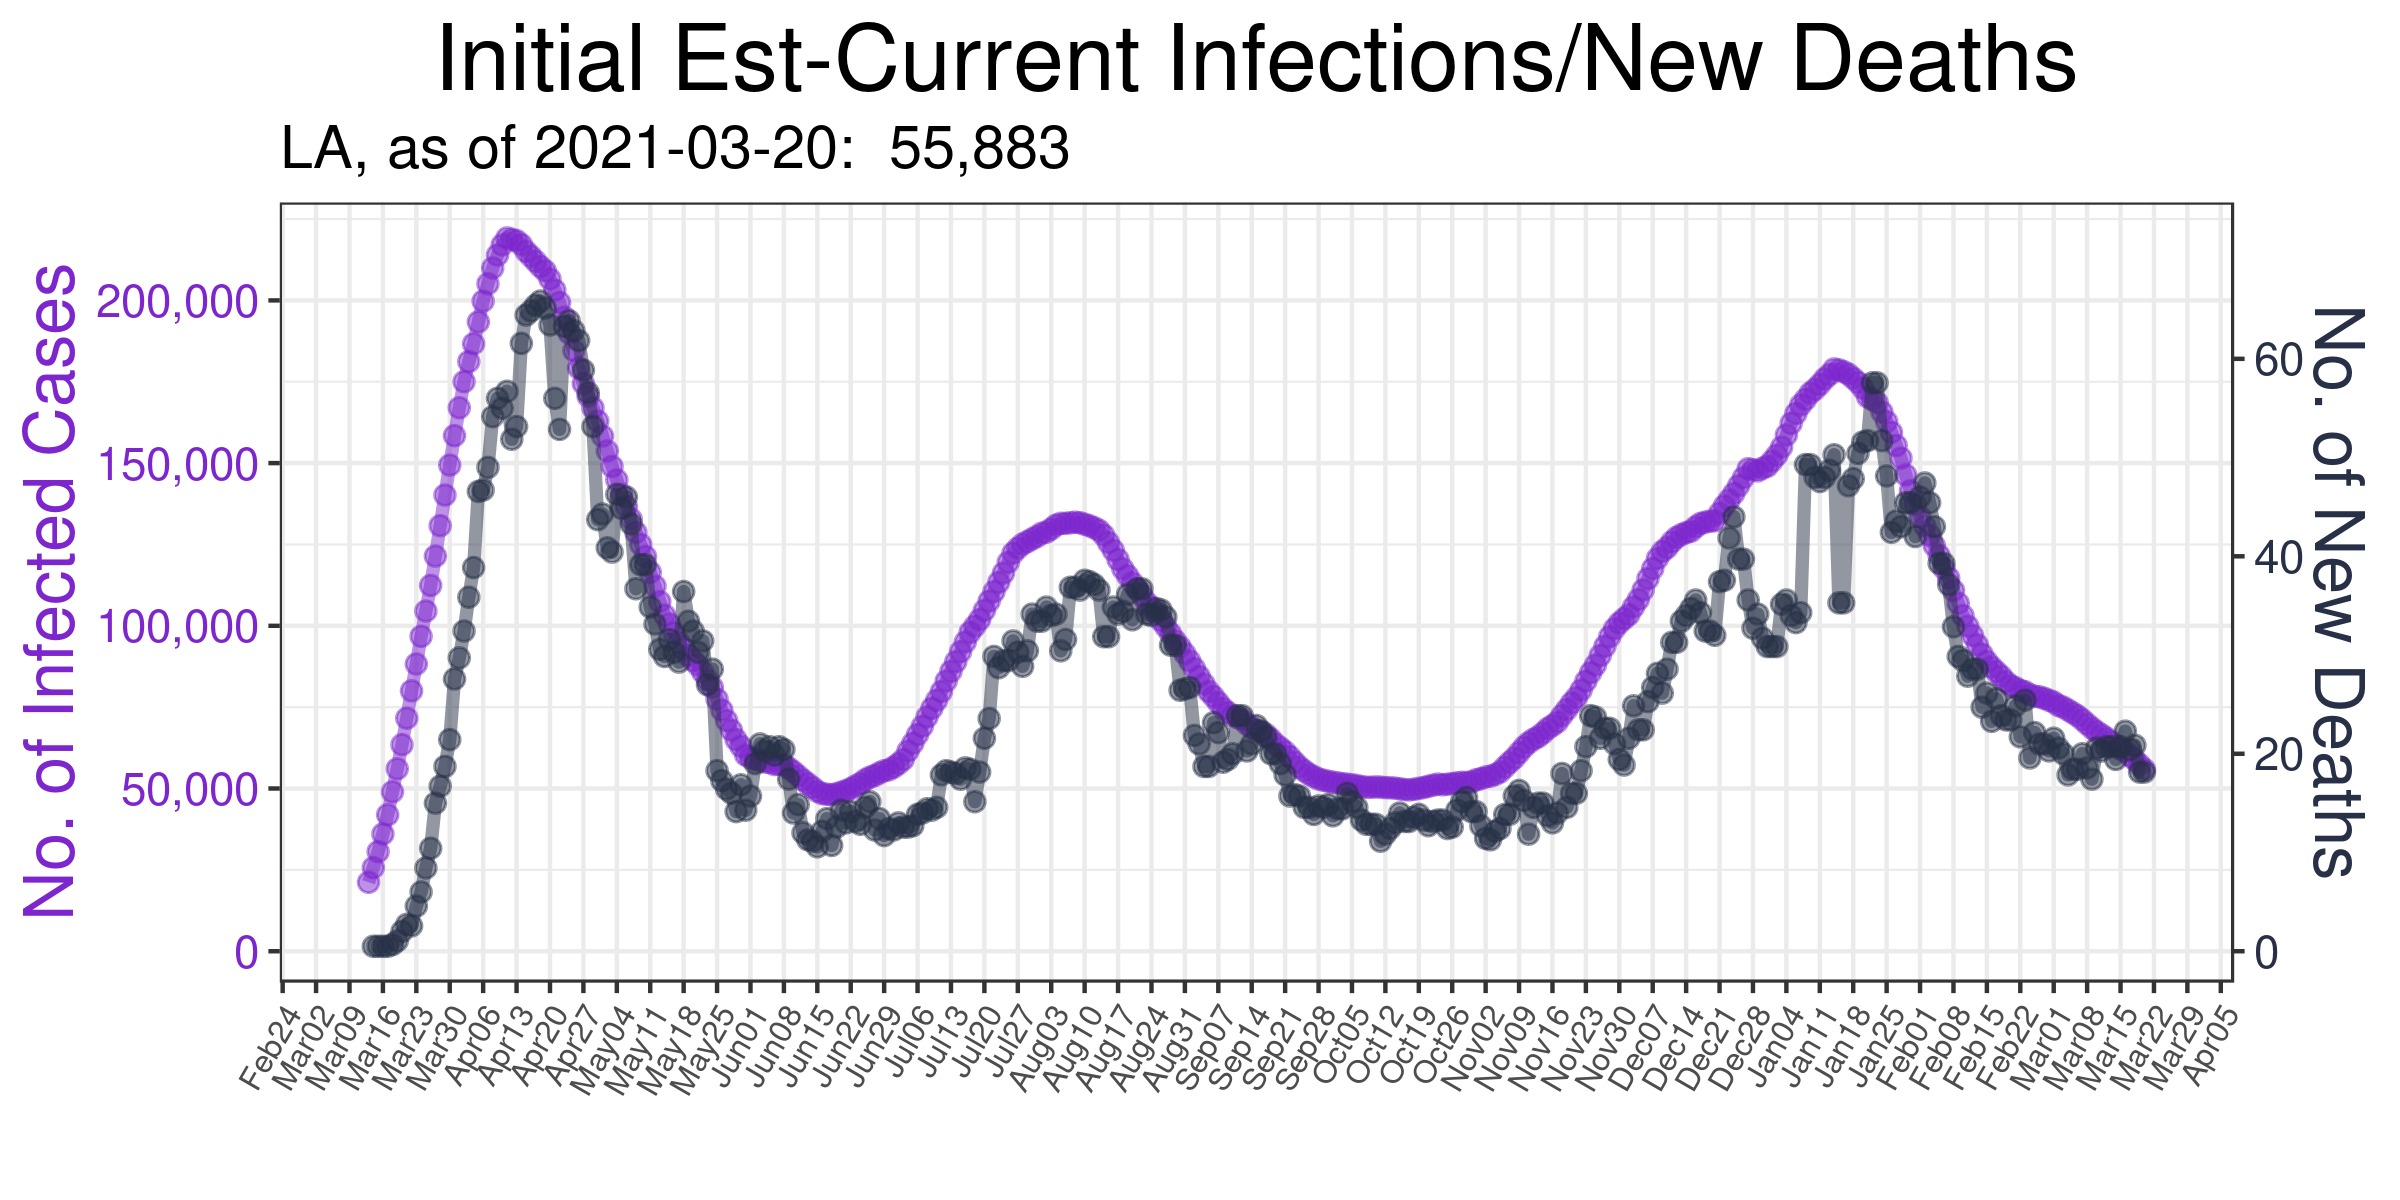 Initial Est-Current Infections/New Deaths
LA, as of 2021-03-20:  55,883
No. of Infected Cases
200,000
150,000
100,000
50,000
0
60
40
20
0
No. of New Deaths
Feb24
Mar02
Mar09
Mar16
Mar23
Mar30
Apr06
Apr13
Apr20
Apr27
May04
May11
May18
May25
Jun01
Jun08
Jun15
Jun22
Jun29
Jul06
Jul13
Jul20
Jul27
Aug03
Aug10
Aug17
Aug24
Aug31
Sep07
Sep14
Sep21
Sep28
Oct05
Oct12
Oct19
Oct26
Nov02
Nov09
Nov16
Nov23
Nov30
Dec07
Dec14
Dec21
Dec28
Jan04
Jan11
Jan18
Jan25
Feb01
Feb08
Feb15
Feb22
Mar01
Mar08
Mar15
Mar22
Mar29
Apr05